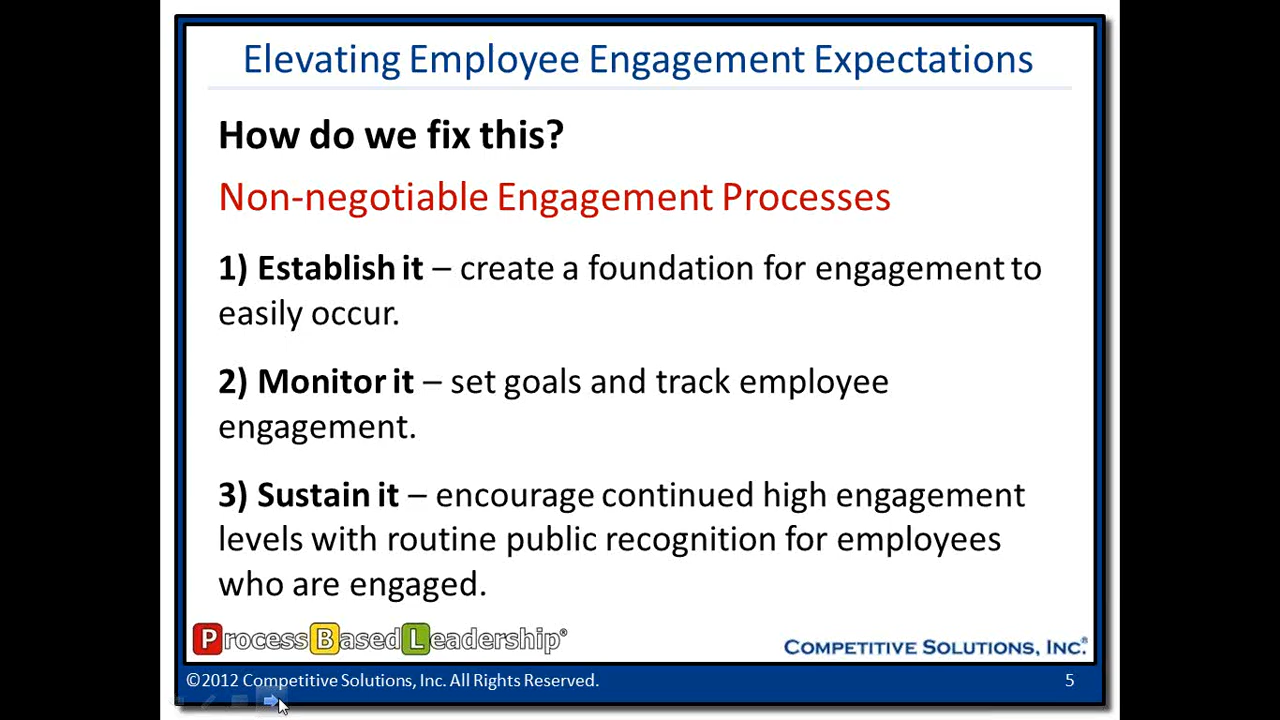 Elevating Employee Engagement Expectations
How do we fix this?
Non-negotiable Engagement Processes
1) Establish it – create a foundation for engagement to
easily occur.
2) Monitor it – set goals and track employee
engagement.
3) Sustain it – encourage continued high engagement
levels with routine public recognition for employees
who are engaged.
ProcessBasedLeadership®
COMPETITIVE SOLUTIONS, INC.®
©2012 Competitive Solutions, Inc. All Rights Reserved.
5